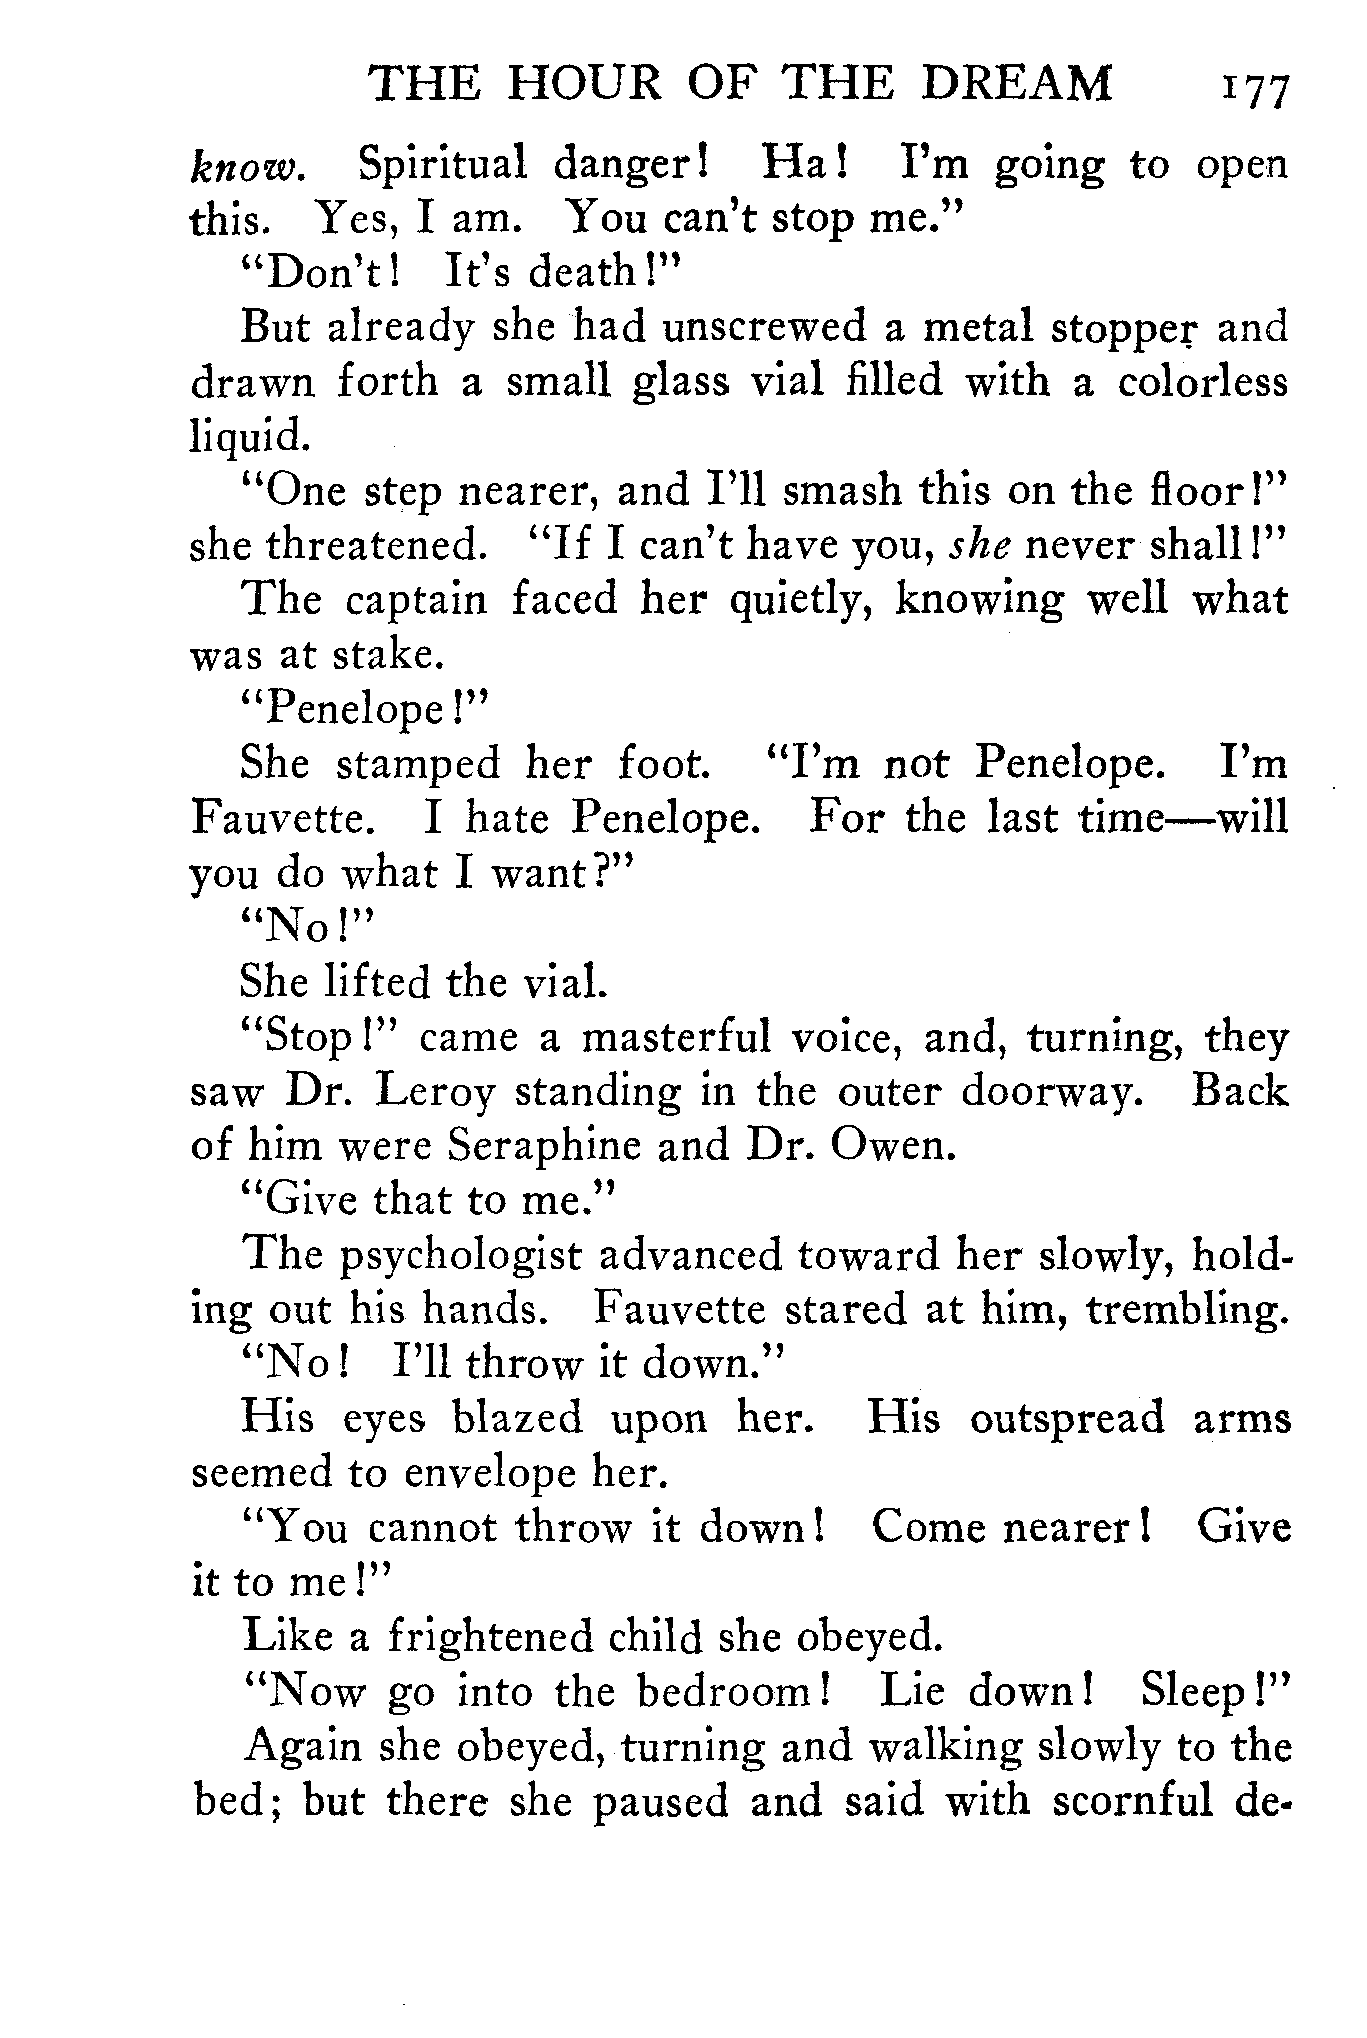 THE HOUR OF THE DREAM 177
know. Spiritual danger! Ha! I'm going to open
this. Yes, I am. You can't stop me."
"Don't! It's death!"
But already she had unscrewed a metal stopper and
drawn forth a small glass vial filled with a colorless
liquid.
"One step nearer, and I'll smash this on the floor!"
she threatened. "If I can't have you, she never shall!"
The captain faced her quietly, knowing well what
was at stake.
"Penelope!"
She stamped her foot. "I'm not Penelope. I'm
Fauvette. I hate Penelope. For the last time—will
you do what I want?"
"No!"
She lifted the vial.
"Stop!" came a masterful voice, and, turning, they
saw Dr. Leroy standing in the outer doorway. Back
of him were Seraphine and Dr. Owen.
"Give that to me."
The psychologist advanced toward her slowly, hold-
ing out his hands. Fauvette stared at him, trembling.
"No! I'll throw it down."
His eyes blazed upon her. His outspread arms
seemed to envelope her.
"You cannot throw it down! Come nearer! Give
it to me!"
Like a frightened child she obeyed.
"Now go into the bedroom! Lie down! Sleep!"
Again she obeyed, turning and walking slowly to the
bed; but there she paused and said with scornful de-